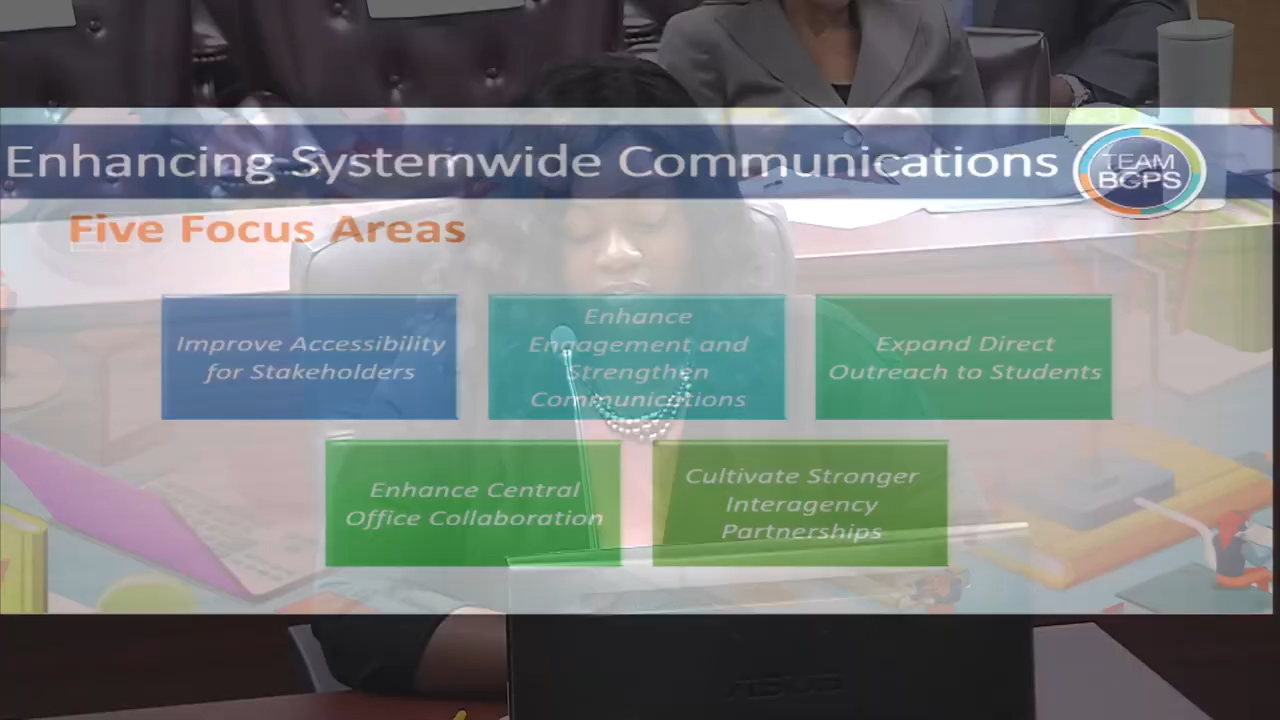 Enhancing Systemwide Communications
TEAM
BCPS
Five Focus Areas
Improve Accessibility
for Stakeholders
Enhance
Engagement and
Strengthen
Communications
Expand Direct
Outreach to Students
Enhance Central
Office Collaboration
Cultivate Stronger
Interagency
Partnerships
ASUS